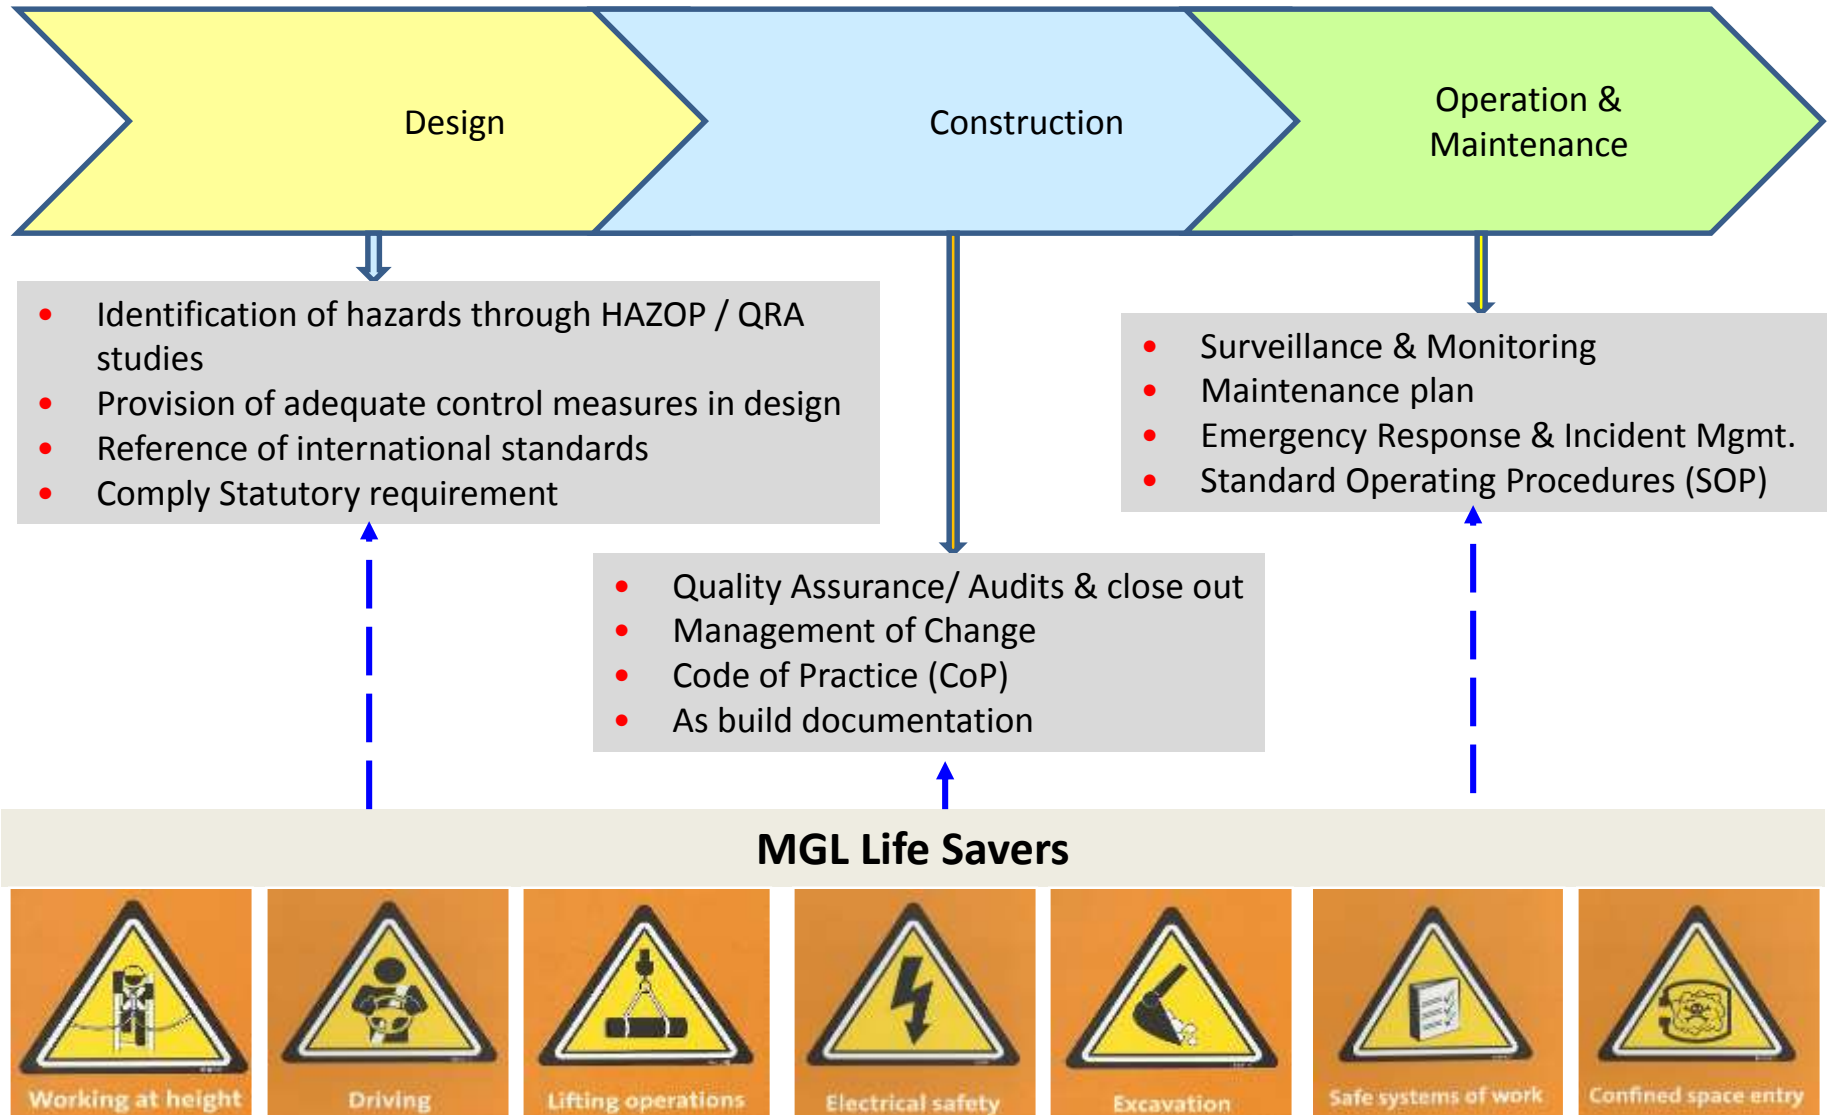 Design
Construction
Operation &
Maintenance
• Identification of hazards through HAZOP / QRA
studies
• Provision of adequate control measures in design
• Reference of international standards
• Comply Statutory requirement
• Surveillance & Monitoring
• Maintenance plan
• Emergency Response & Incident Mgmt.
• Standard Operating Procedures (SOP)
• Quality Assurance/ Audits & close out
• Management of Change
• Code of Practice (CoP)
• As build documentation
MGL Life Savers
Working at height
Driving
Lifting operations
Electrical safety
Excavation
Safe systems of work
Confined space entry